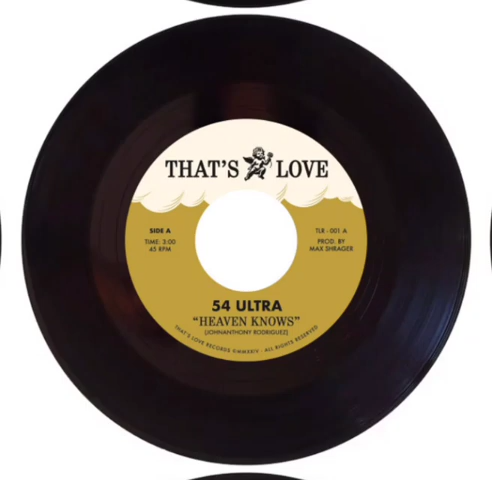 THAT'S LOVE
SIDE A
TIME: 3:00
45 RPM
TLR - 001 A
PROD. BY
MAX SHRAGER
54 ULTRA
"HEAVEN KNOWS"
(JOHNANTHONY RODRIGUEZ)
THAT'S LOVE RECORDS ©MMXXIV - ALL RIGHTS RESERVED